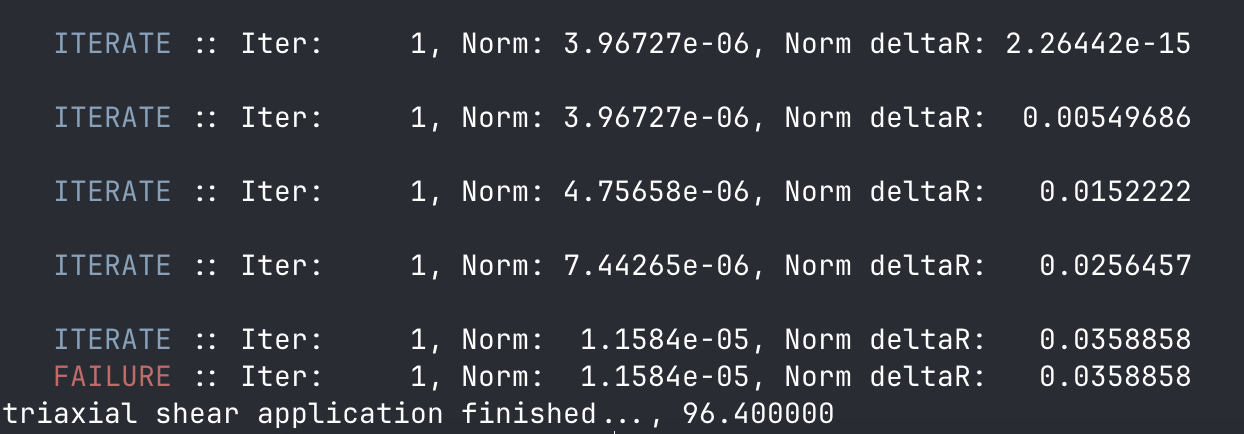 ITERATE :: Iter:     1, Norm: 3.96727e-06, Norm deltaR: 2.26442e-15
ITERATE :: Iter:     1, Norm: 3.96727e-06, Norm deltaR:  0.00549686
ITERATE :: Iter:     1, Norm: 4.75658e-06, Norm deltaR:   0.0152222
ITERATE :: Iter:     1, Norm: 7.44265e-06, Norm deltaR:   0.0256457
ITERATE :: Iter:     1, Norm:  1.1584e-05, Norm deltaR:   0.0358858
FAILURE :: Iter:     1, Norm:  1.1584e-05, Norm deltaR:   0.0358858
triaxial shear application finished..., 96.400000